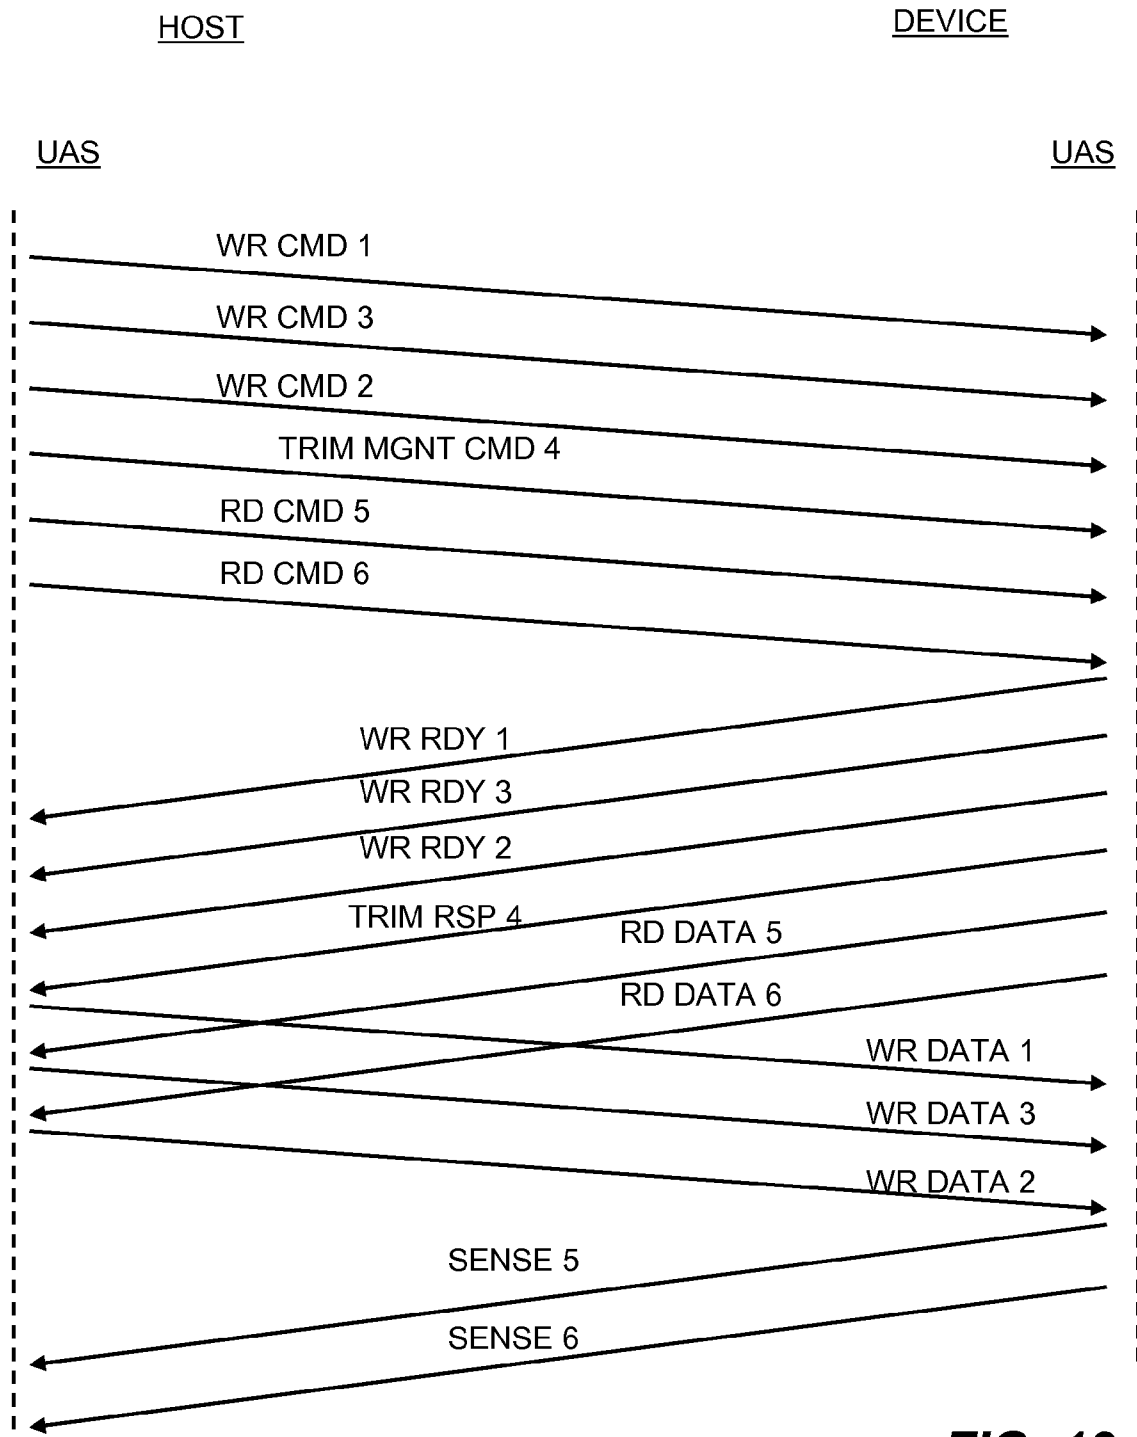 HOST
DEVICE
UAS
UAS
WR CMD 1
WR CMD 3
WR CMD 2
TRIM MGNT CMD 4
RD CMD 5
RD CMD 6
WR RDY 1
WR RDY 3
WR RDY 2
TRIM RSP 4
RD DATA 5
RD DATA 6
WR DATA 1
WR DATA 3
WR DATA 2
SENSE 5
SENSE 6